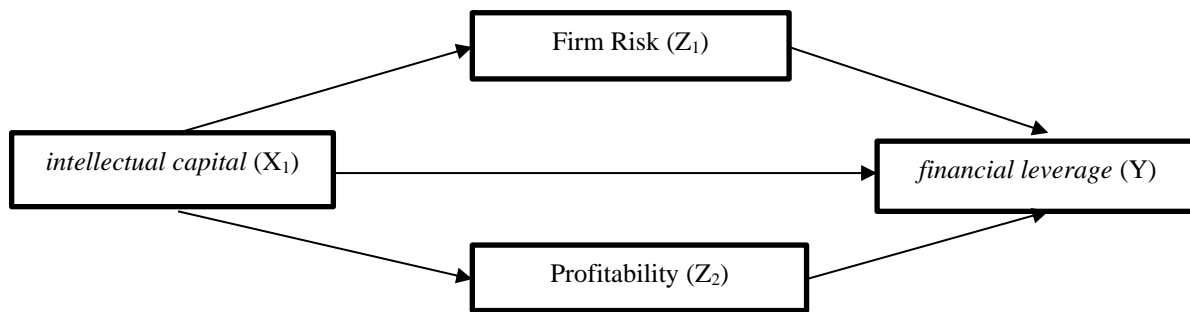 Firm Risk (Z₁)
intellectual capital (X₁)
financial leverage (Y)
Profitability (Z₂)